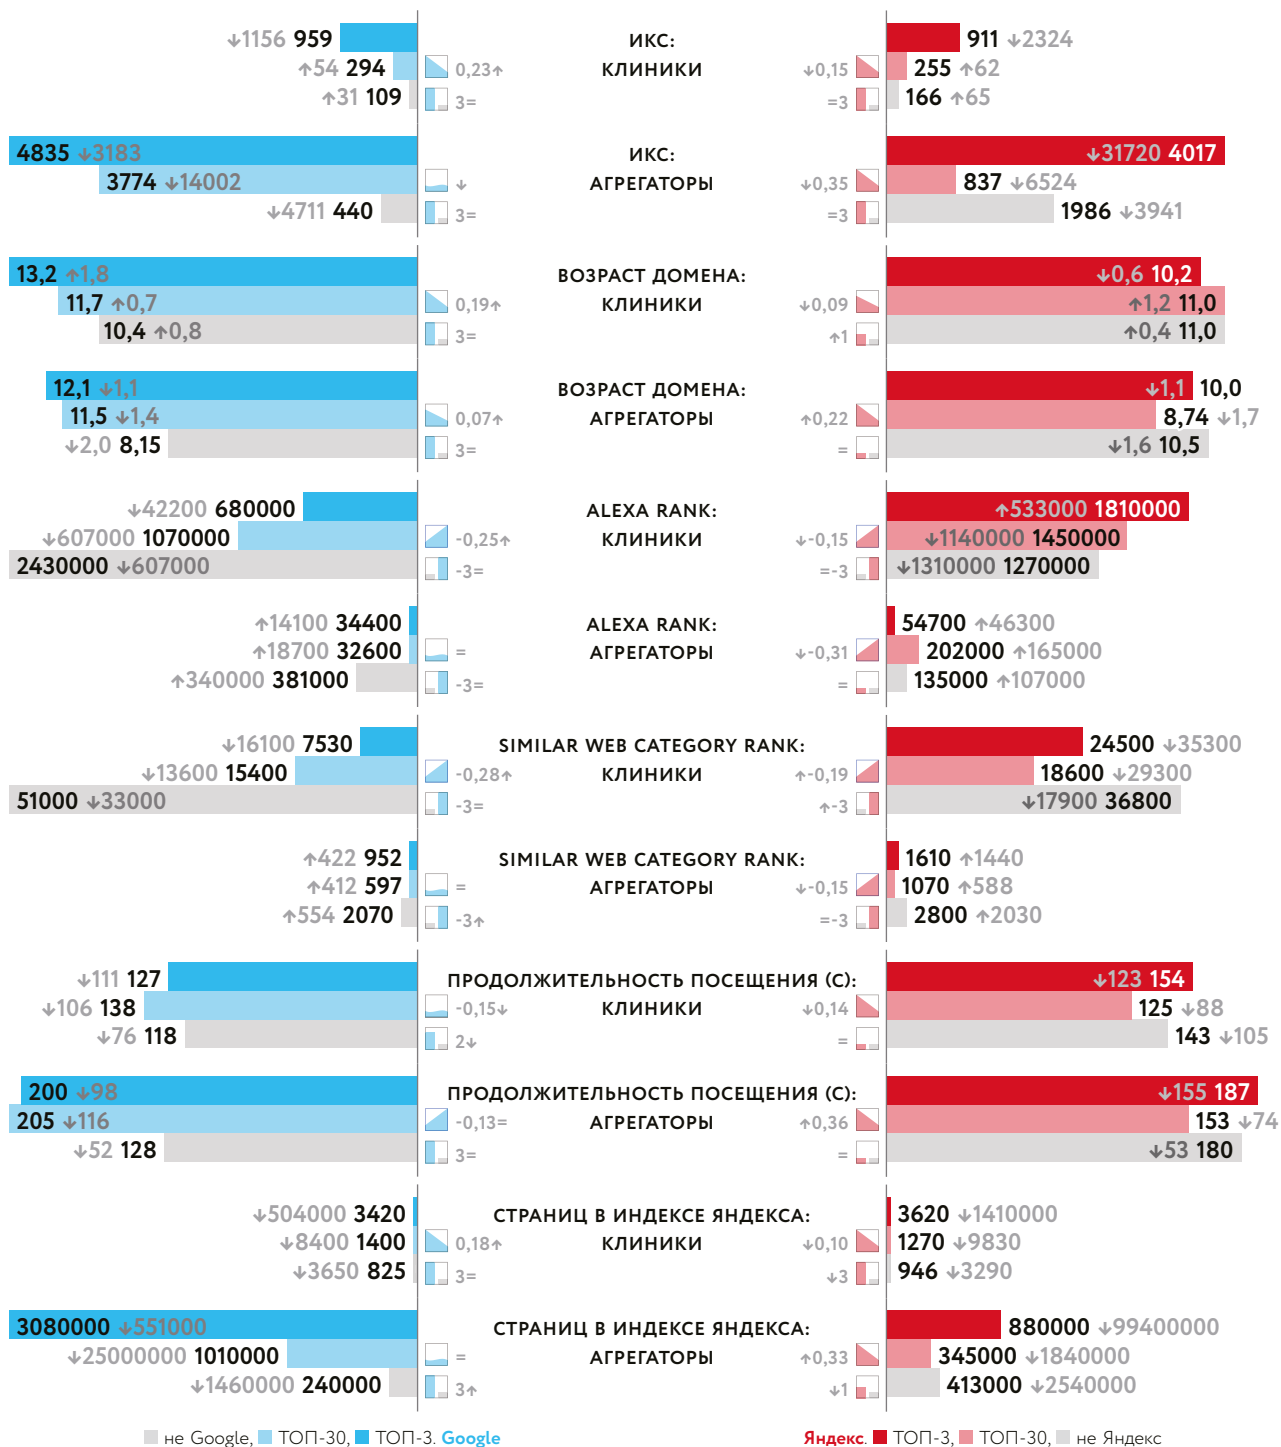 ↓1156 959 ИКС: 911 ↓2324
↑54 294 0,23↑ КЛИНИКИ ↓0,15 255 ↑62
↑31 109 3= =3 166 ↑65
4835 ↓3183 ИКС: ↓31720 4017
3774 ↓14002 ↓ АГРЕГАТОРЫ ↓0,35 837 ↓6524
↓4711 440 3= =3 1986 ↓3941
13,2 ↑1,8 ВОЗРАСТ ДОМЕНА: ↓0,6 10,2
11,7 ↑0,7 0,19↑ КЛИНИКИ ↓0,09 ↑1,2 11,0
10,4 ↑0,8 3= ↑1 ↑0,4 11,0
12,1 ↓1,1 ВОЗРАСТ ДОМЕНА: ↓1,1 10,0
11,5 ↓1,4 0,07↑ АГРЕГАТОРЫ ↑0,22 8,74 ↓1,7
↓2,0 8,15 3= = ↓1,6 10,5
↓42200 680000 ALEXA RANK: ↑533000 1810000
↓607000 1070000 -0,25↑ КЛИНИКИ ↓-0,15 ↓1140000 1450000
2430000 ↓607000 -3= =-3 ↓1310000 1270000
↑14100 34400 ALEXA RANK: 54700 ↑46300
↑18700 32600 = АГРЕГАТОРЫ ↓-0,31 202000 ↑165000
↑340000 381000 -3= = 135000 ↑107000
↓16100 7530 SIMILAR WEB CATEGORY RANK: 24500 ↓35300
↓13600 15400 -0,28↑ КЛИНИКИ ↑-0,19 18600 ↓29300
51000 ↓33000 -3= ↑-3 ↓17900 36800
↑422 952 SIMILAR WEB CATEGORY RANK: 1610 ↑1440
↑412 597 = АГРЕГАТОРЫ ↓-0,15 1070 ↑588
↑554 2070 -3↑ =-3 2800 ↑2030
↓111 127 ПРОДОЛЖИТЕЛЬНОСТЬ ПОСЕЩЕНИЯ (С): ↓123 154
↓106 138 -0,15↓ КЛИНИКИ ↓0,14 125 ↓88
↓76 118 2↓ = 143 ↓105
200 ↓98 ПРОДОЛЖИТЕЛЬНОСТЬ ПОСЕЩЕНИЯ (С): ↓155 187
205 ↓116 -0,13= АГРЕГАТОРЫ ↑0,36 153 ↓74
↓52 128 3= = ↓53 180
↓504000 3420 СТРАНИЦ В ИНДЕКСЕ ЯНДЕКСА: 3620 ↓1410000
↓8400 1400 0,18↑ КЛИНИКИ ↓0,10 1270 ↓9830
↓3650 825 3= ↓3 946 ↓3290
3080000 ↓551000 СТРАНИЦ В ИНДЕКСЕ ЯНДЕКСА: 880000 ↓99400000
↓25000000 1010000 = АГРЕГАТОРЫ ↑0,33 345000 ↓1840000
↓1460000 240000 3↑ ↓1 413000 ↓2540000
не Google, ТОП-30, ТОП-3. Google Яндекс. ТОП-3, ТОП-30, не Яндекс